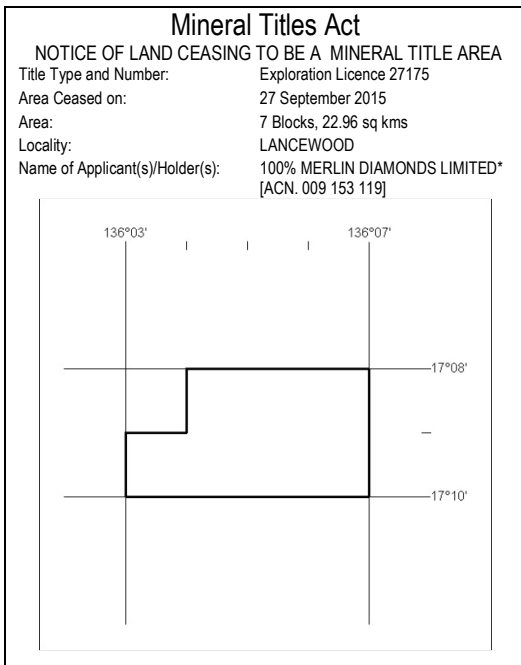 Mineral Titles Act
NOTICE OF LAND CEASING TO BE A MINERAL TITLE AREA
Title Type and Number: Exploration Licence 27175
Area Ceased on: 27 September 2015
Area: 7 Blocks, 22.96 sq kms
Locality: LANCEWOOD
Name of Applicant(s)/Holder(s): 100% MERLIN DIAMONDS LIMITED*
[ACN. 009 153 119]
136°03' 136°07'
17°08'
17°10'